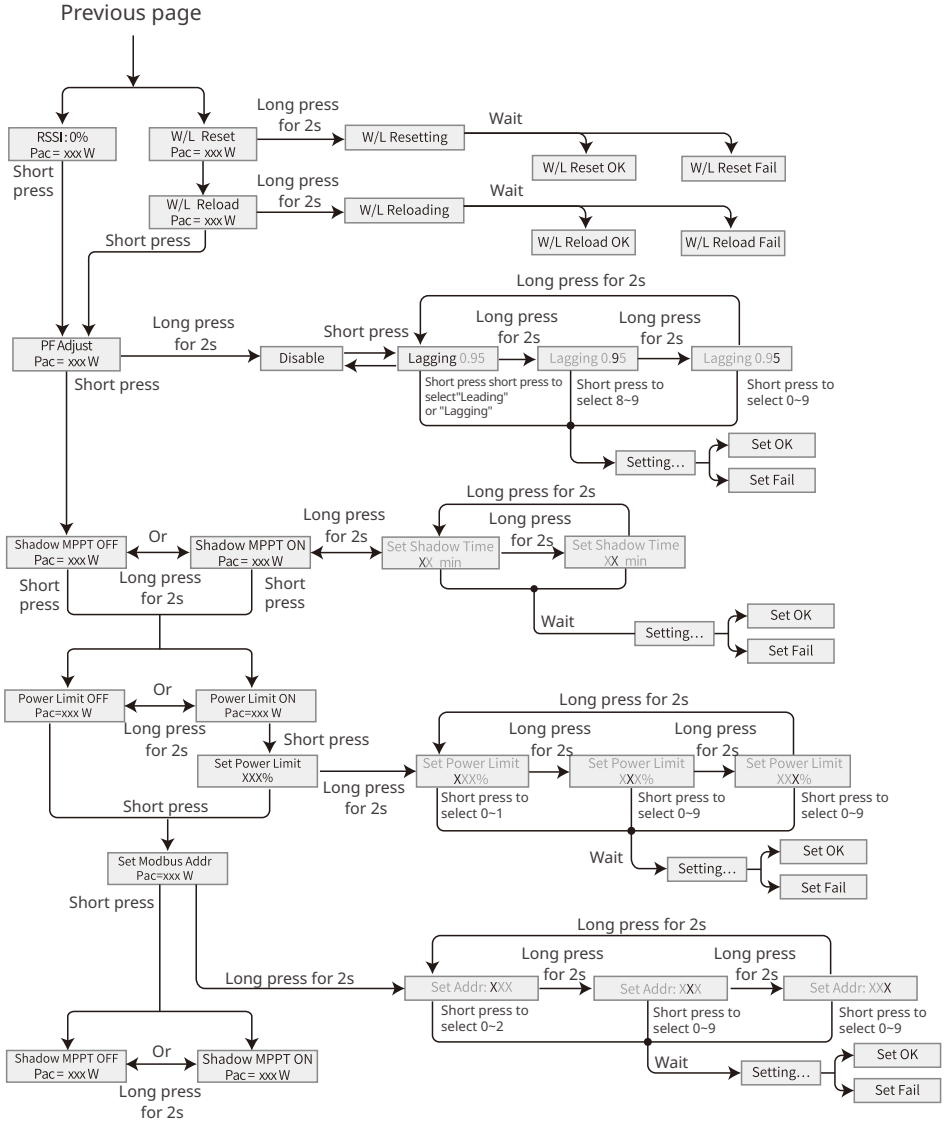 Previous page
Long press
for 2s
Wait
RSSI:0%
Pac= xxx W
W/L Reset
Pac= xxx W
W/L Resetting
W/L Reset OK
W/L Reset Fail
Short
press
Long press
for 2s
Wait
W/L Reload
Pac= xxx W
W/L Reloading
W/L Reload OK
W/L Reload Fail
Short press
Long press for 2s
Long press
for 2s
Short press
Long press
for 2s
Long press
for 2s
PF Adjust
Pac= xxx W
Disable
Lagging 0.95
Lagging 0.95
Lagging 0.95
Short press
Short press short press to
select"Leading"
or "Lagging"
Short press to
select 8~9
Short press to
select 0~9
Setting...
Set OK
Set Fail
Long press for 2s
Long press
for 2s
Long press
for 2s
Shadow MPPT OFF
Pac= xxx W
Or
Shadow MPPT ON
Pac= xxx W
Set Shadow Time
XX min
Set Shadow Time
XX min
Short
press
Long press
for 2s
Short
press
Wait
Setting...
Set OK
Set Fail
Long press for 2s
Power Limit OFF
Pac=xxx W
Or
Power Limit ON
Pac=xxx W
Long press
for 2s
Short press
Long press
for 2s
Long press
for 2s
Set Power Limit
XXX%
Set Power Limit
XXX%
Set Power Limit
XXX%
Set Power Limit
XXX%
Long press
for 2s
Short press
Short press to
select 0~1
Short press to
select 0~9
Short press to
select 0~9
Wait
Setting...
Set OK
Set Fail
Set Modbus Addr
Pac=xxx W
Short press
Long press for 2s
Long press
for 2s
Long press
for 2s
Long press for 2s
Set Addr: XXX
Set Addr: XXX
Set Addr: XXX
Short press to
select 0~2
Short press to
select 0~9
Short press to
select 0~9
Shadow MPPT OFF
Pac= xxx W
Or
Shadow MPPT ON
Pac= xxx W
Long press
for 2s
Wait
Setting...
Set OK
Set Fail